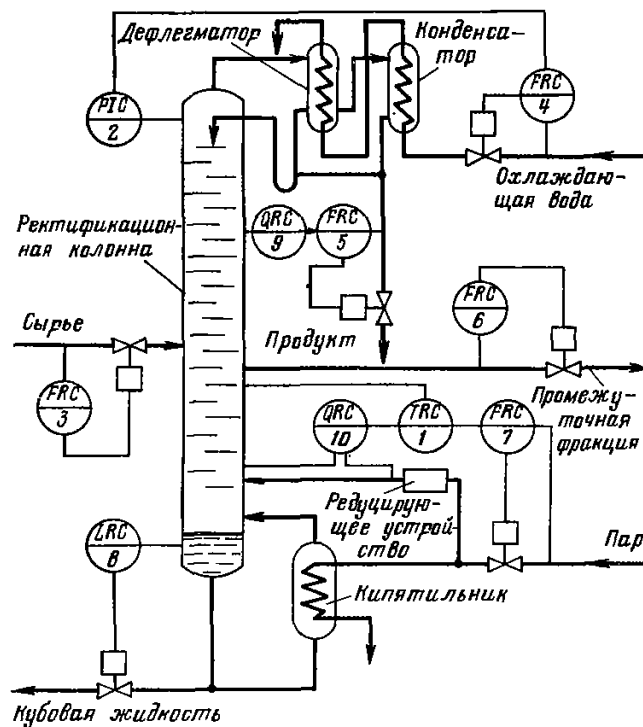 Дефлегматор
Конденса-
тор
PIC
2
FRC
4
Охлаждаю-
щая вода
Ректификацион-
ная колонна
QRC
9
FRC
5
Сырье
FRC
3
Продукт
FRC
6
Промежу-
точная
фракция
QRC
10
TRC
1
FRC
7
Редуцирую-
щее устрой-
ство
Пар
LRC
8
Кипятильник
Кубовая жидкость